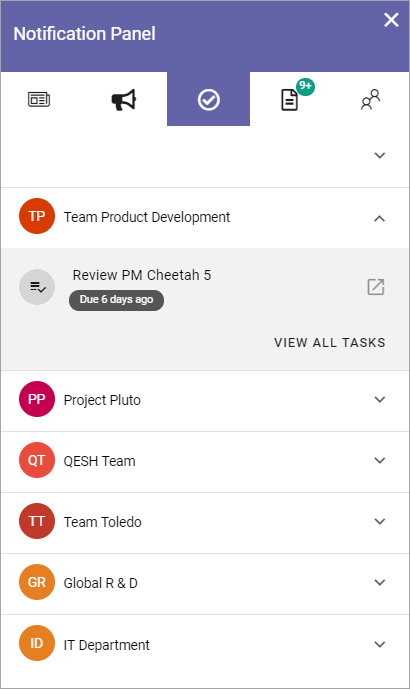 Notification Panel
9+
TP Team Product Development
Review PM Cheetah 5
Due 6 days ago
VIEW ALL TASKS
PP Project Pluto
QT QESH Team
TT Team Toledo
GR Global R & D
ID IT Department